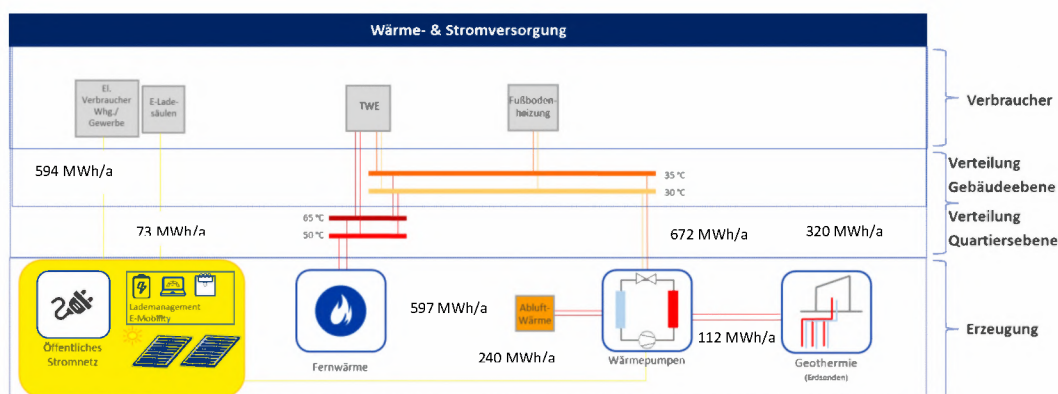 Wärme- & Stromversorgung
El.
Verbraucher
Whg./
Gewerbe
E-Lade-
säulen
TWE
Fußboden-
heizung
Verbraucher
594 MWh/a
35 °C
30 °C
Verteilung
Gebäudeebene
65 °C
50 °C
73 MWh/a
672 MWh/a
320 MWh/a
Verteilung
Quartiersebene
Lademanagement
E-Mobility
Öffentliches
Stromnetz
Fernwärme
597 MWh/a
Abluft-
Wärme
240 MWh/a
Wärmepumpen
112 MWh/a
Geothermie
(Erdsonden)
Erzeugung